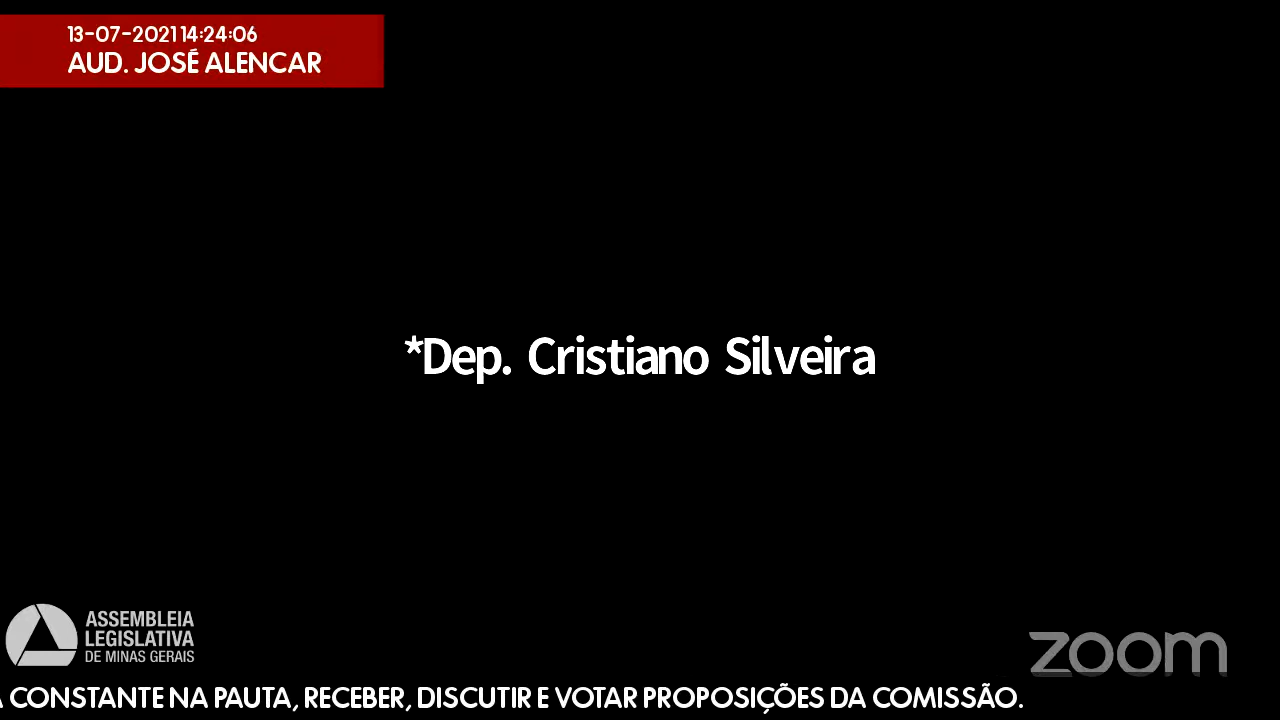 13-07-2021 14:24:06
AUD. JOSÉ ALENCAR
*Dep. Cristiano Silveira
ASSEMBLEIA
LEGISLATIVA
DE MINAS GERAIS
zoom
CONSTANTE NA PAUTA, RECEBER, DISCUTIR E VOTAR PROPOSIÇÕES DA COMISSÃO.